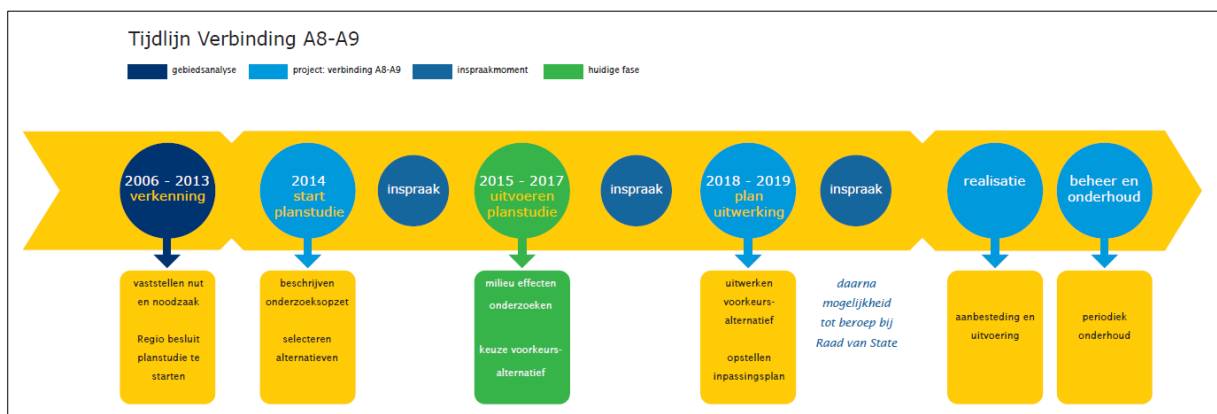 Tijdlijn Verbinding A8-A9
gebiedsanalyse
project: verbinding A8-A9
inspraakmoment
huidige fase
2006 - 2013
verkenning
2014
start
planstudie
inspraak
2015 - 2017
uitvoeren
planstudie
inspraak
2018 - 2019
plan
uitwerking
inspraak
realisatie
beheer en
onderhoud
vaststellen nut
en noodzaak
Regio besluit
planstudie te
starten
beschrijven
onderzoeksopzet
selecteren
alternatieven
milieu effecten
onderzoeken
keuze voorkeurs-
alternatief
uitwerken
voorkeurs-
alternatief
opstellen
inpassingsplan
daarna
mogelijkheid
tot beroep bij
Raad van State
aanbesteding en
uitvoering
periodiek
onderhoud